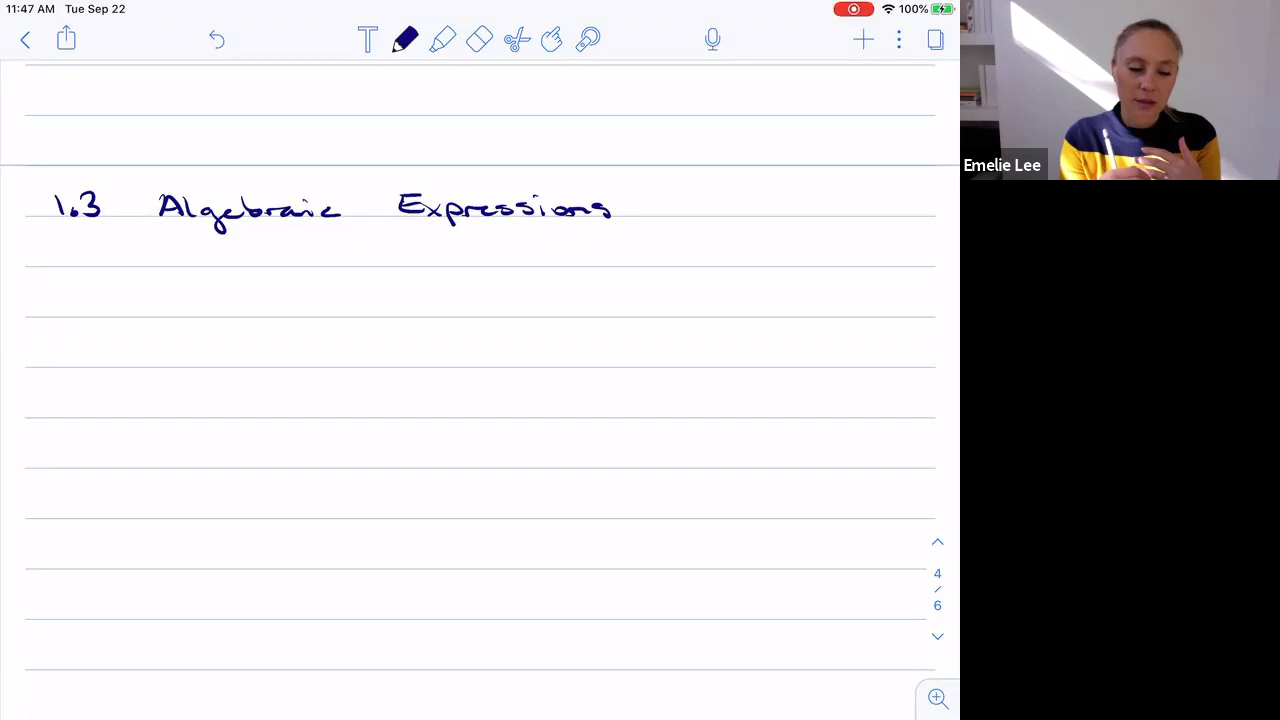 11:47 AM Tue Sep 22
100%
T
Emelie Lee
1.3 Algebraic Expressions
4
/
6